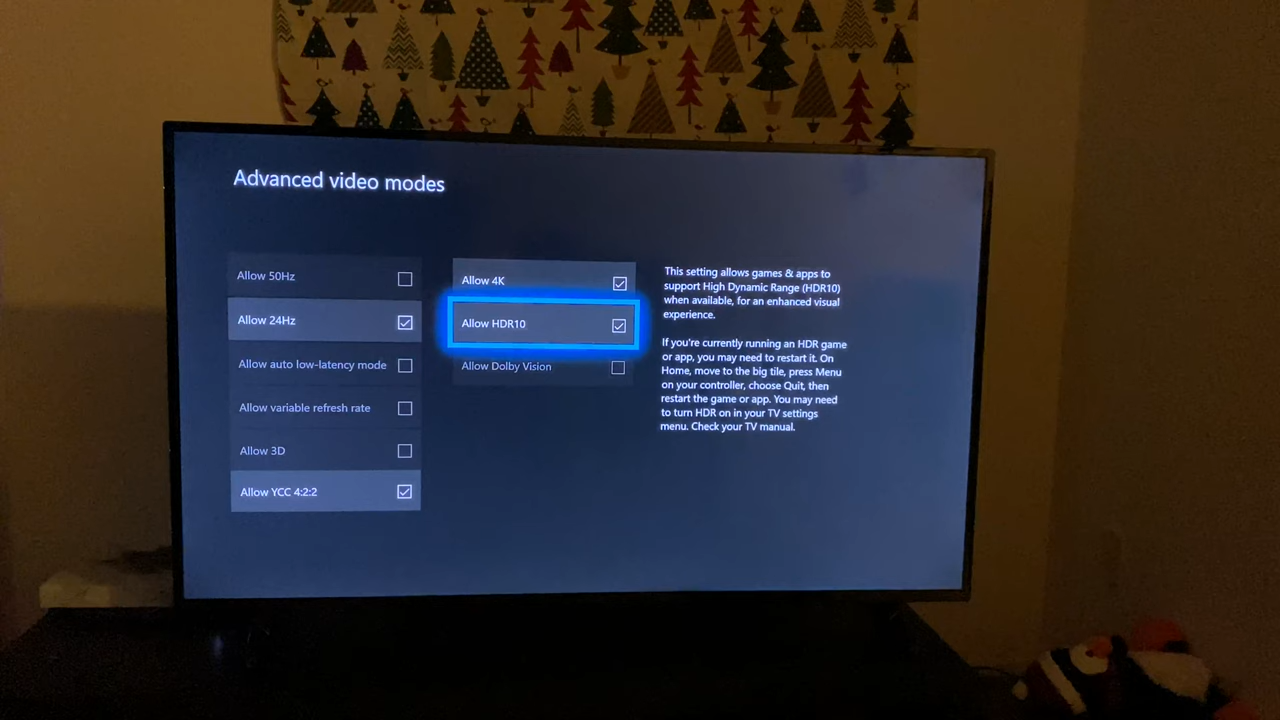 Advanced video modes
Allow 50Hz
Allow 24Hz
Allow auto low-latency mode
Allow variable refresh rate
Allow 3D
Allow YCC 4:2:2
Allow 4K
Allow HDR10
Allow Dolby Vision
This setting allows games & apps to
support High Dynamic Range (HDR10)
when available, for an enhanced visual
experience.
If you're currently running an HDR game
or app, you may need to restart it. On
Home, move to the big tile, press Menu
on your controller, choose Quit, then
restart the game or app. You may need
to turn HDR on in your TV settings
menu. Check your TV manual.